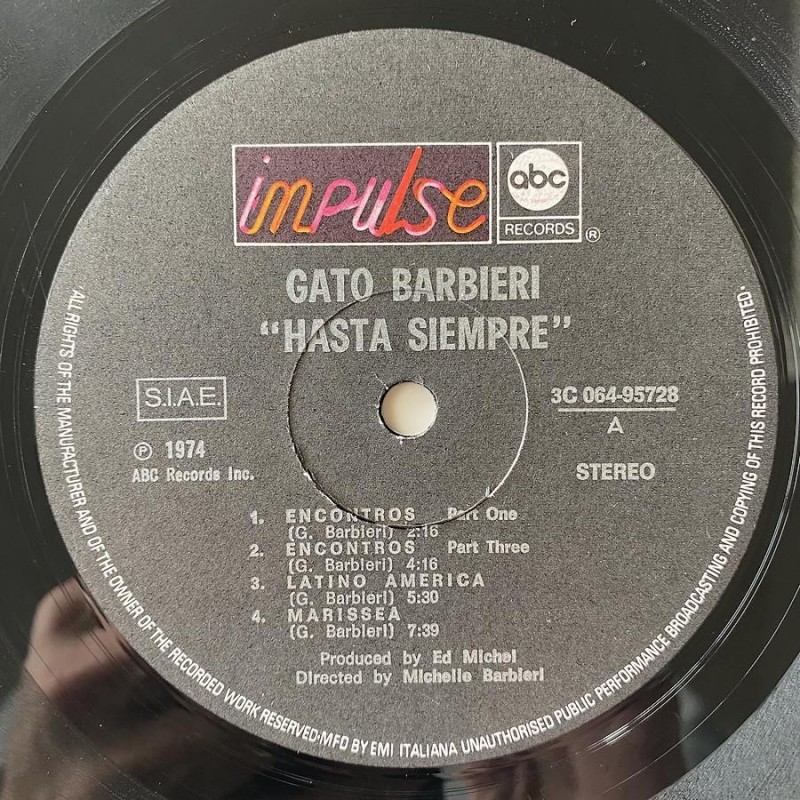 impulse
abc
RECORDS
®
GATO BARBIERI
“HASTA SIEMPRE”
S.I.A.E.
℗ 1974
ABC Records Inc.
3C 064-95728
A
STEREO
1. ENCONTROS Part One
(G. Barbieri) 2:16
2. ENCONTROS Part Three
(G. Barbieri) 4:16
3. LATINO AMERICA
(G. Barbieri) 5:30
4. MARISSEA
(G. Barbieri) 7:39
Produced by Ed Michel
Directed by Michelle Barbieri
·ALL RIGHTS OF THE MANUFACTURER AND OF THE OWNER OF THE RECORDED WORK RESERVED·MFD BY EMI ITALIANA UNAUTHORISED PUBLIC PERFORMANCE BROADCASTING AND COPYING OF THIS RECORD PROHIBITED·